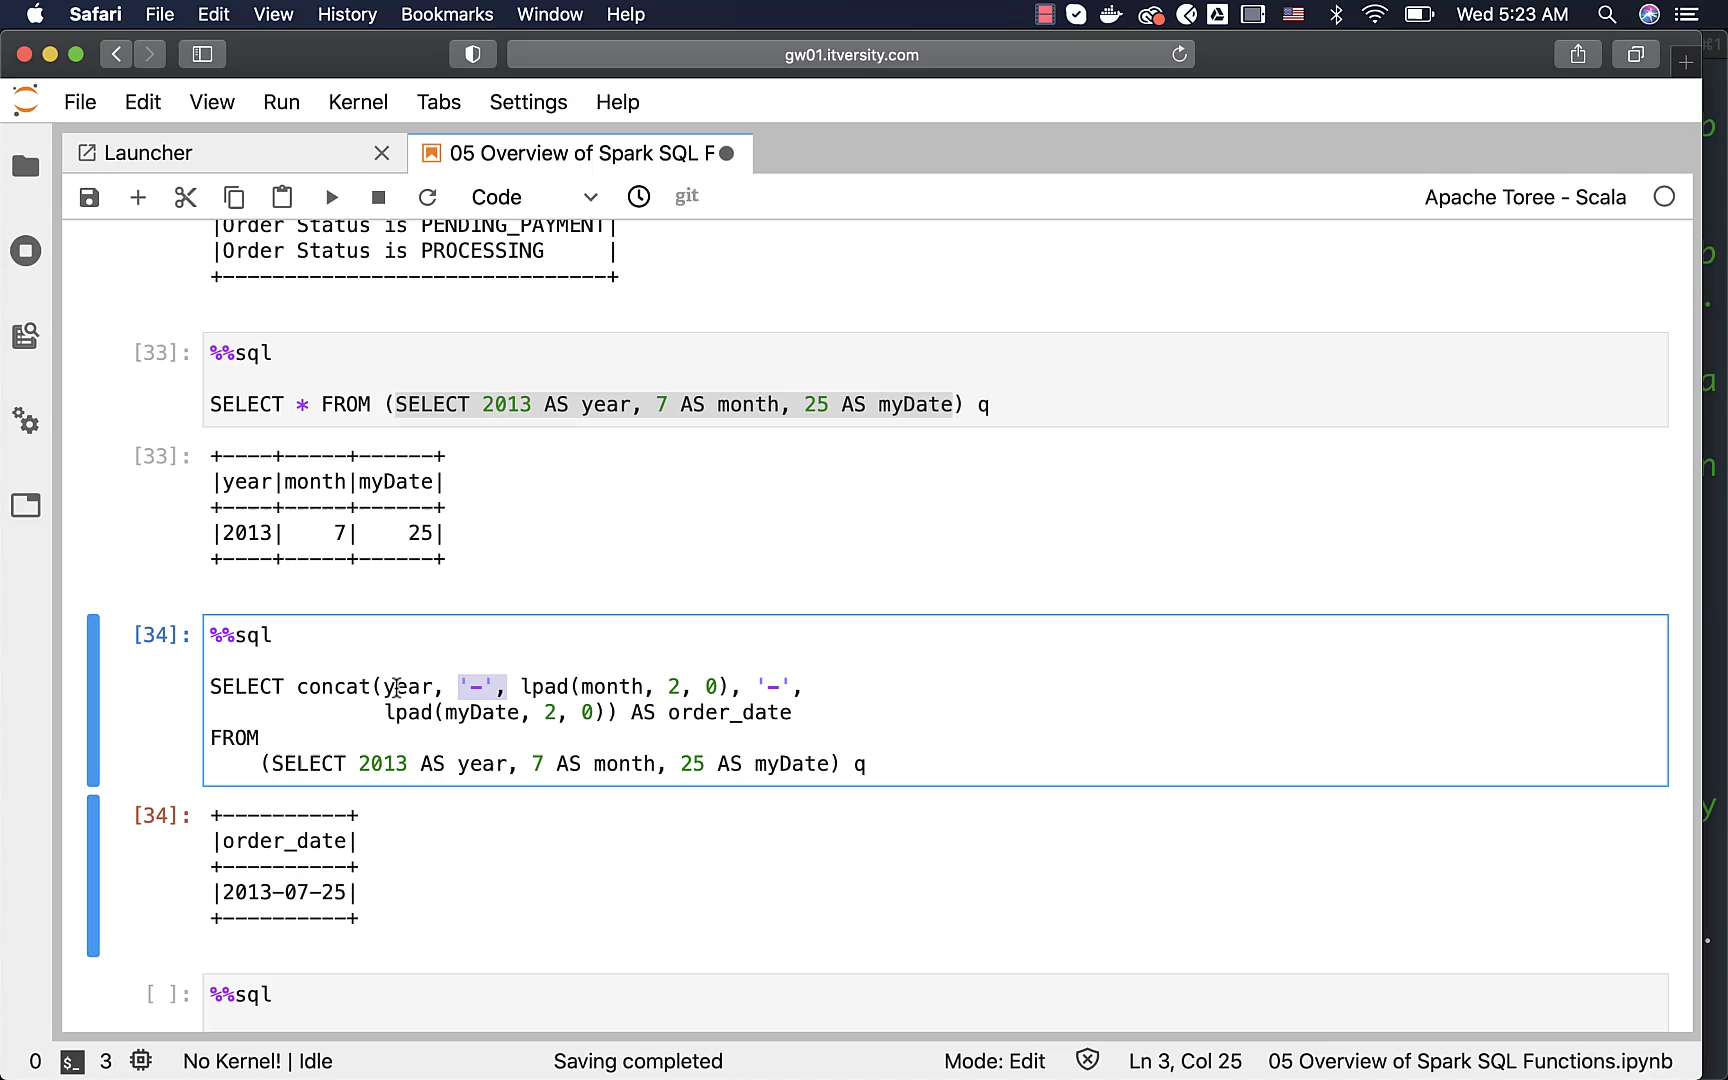 Safari File Edit View History Bookmarks Window Help Wed 5:23 AM
gw01.itversity.com
File Edit View Run Kernel Tabs Settings Help
Launcher
05 Overview of Spark SQL F
Code
git
Apache Toree - Scala
|Order Status is PENDING_PAYMENT|
|Order Status is PROCESSING      |
+-------------------------------+
[33]: %%sql
SELECT * FROM (SELECT 2013 AS year, 7 AS month, 25 AS myDate) q
[33]: +----+-----+------+
|year|month|myDate|
+----+-----+------+
|2013|    7|    25|
+----+-----+------+
[34]: %%sql
SELECT concat(year, '-', lpad(month, 2, 0), '-',
lpad(myDate, 2, 0)) AS order_date
FROM
(SELECT 2013 AS year, 7 AS month, 25 AS myDate) q
[34]: +----------+
|order_date|
+----------+
|2013-07-25|
+----------+
[ ]: %%sql
0 $_ 3 No Kernel! | Idle Saving completed Mode: Edit Ln 3, Col 25 05 Overview of Spark SQL Functions.ipynb